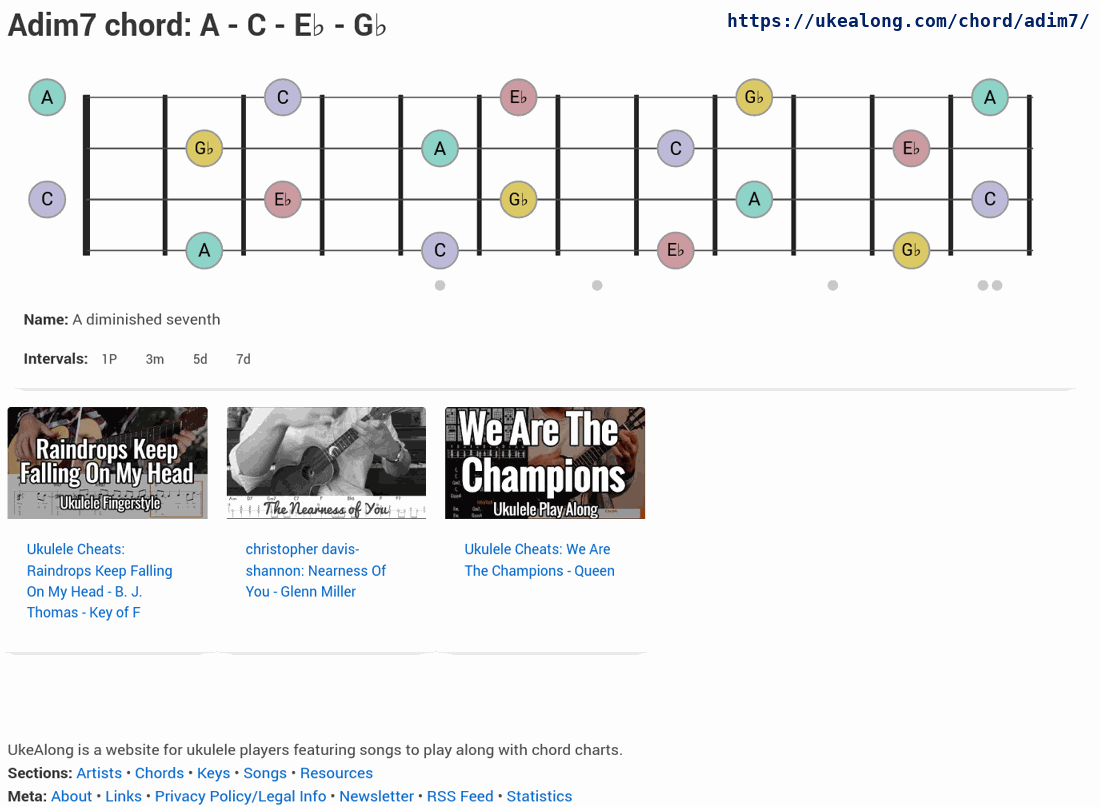 Adim7 chord: A - C - E♭ - G♭
https://ukealong.com/chord/adim7/
A C E♭ G♭ A
G♭ A C E♭
C E♭ G♭ A C
A C E♭ G♭
Name: A diminished seventh
Intervals: 1P 3m 5d 7d
Raindrops Keep
Falling On My Head
Ukulele Fingerstyle
The Nearness of You
We Are The
Champions
Ukulele Play Along
Ukulele Cheats:
Raindrops Keep Falling
On My Head - B. J.
Thomas - Key of F
christopher davis-
shannon: Nearness Of
You - Glenn Miller
Ukulele Cheats: We Are
The Champions - Queen
UkeAlong is a website for ukulele players featuring songs to play along with chord charts.
Sections: Artists • Chords • Keys • Songs • Resources
Meta: About • Links • Privacy Policy/Legal Info • Newsletter • RSS Feed • Statistics